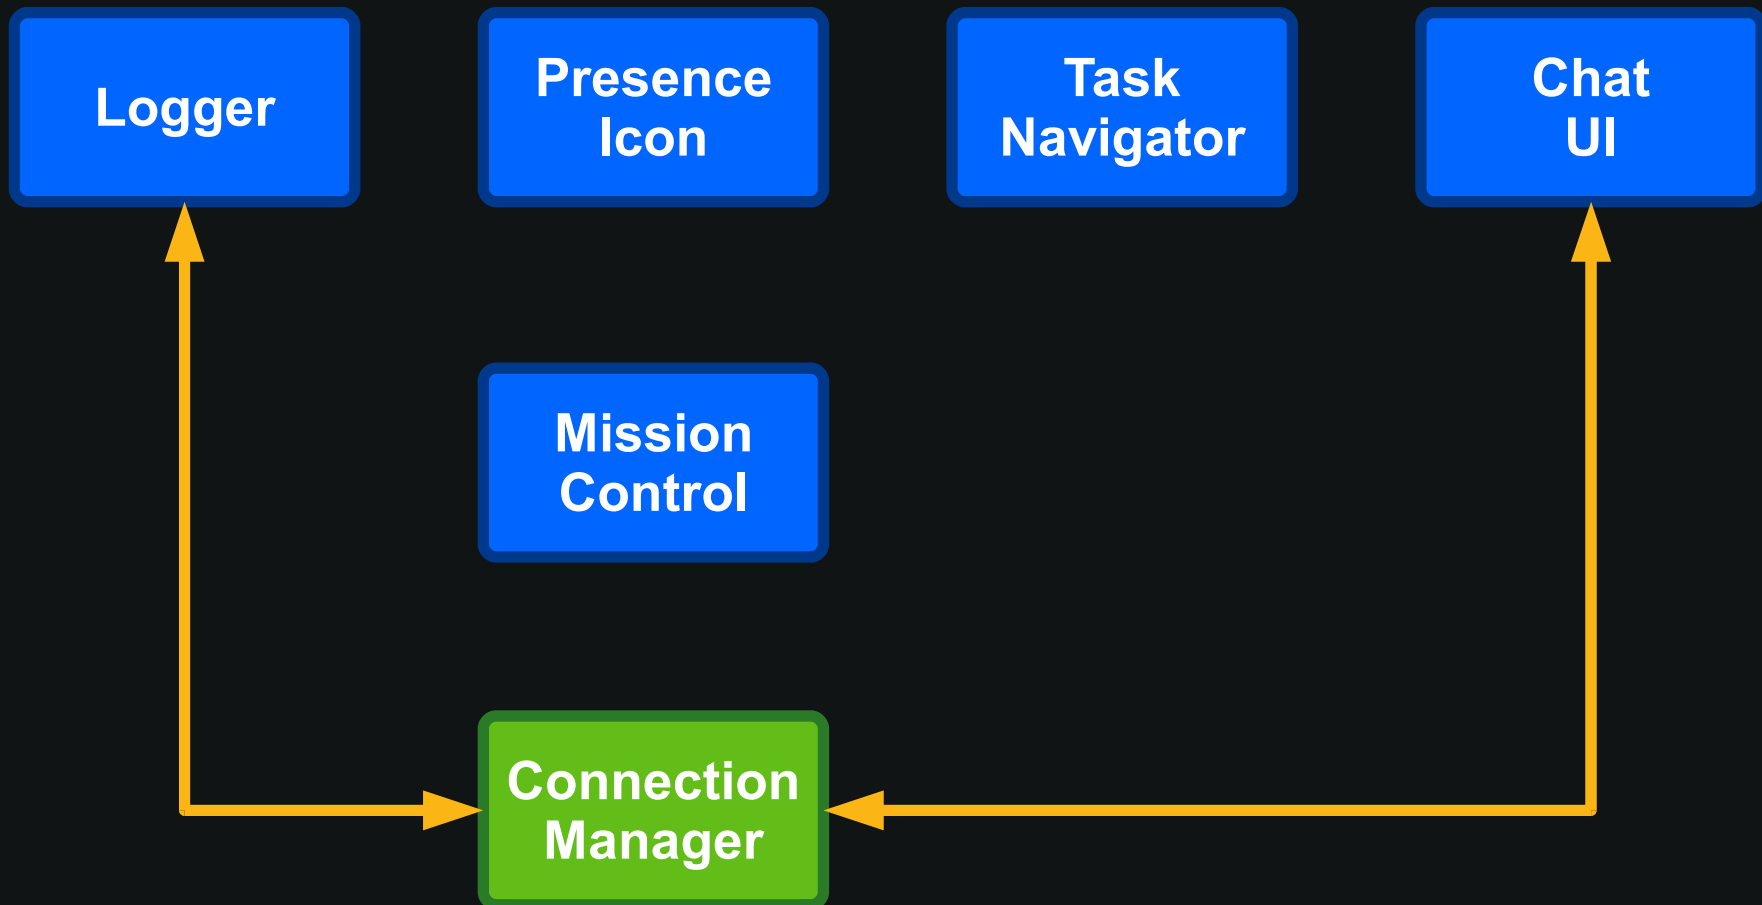 Logger
Presence
Icon
Task
Navigator
Chat
UI
Mission
Control
Connection
Manager